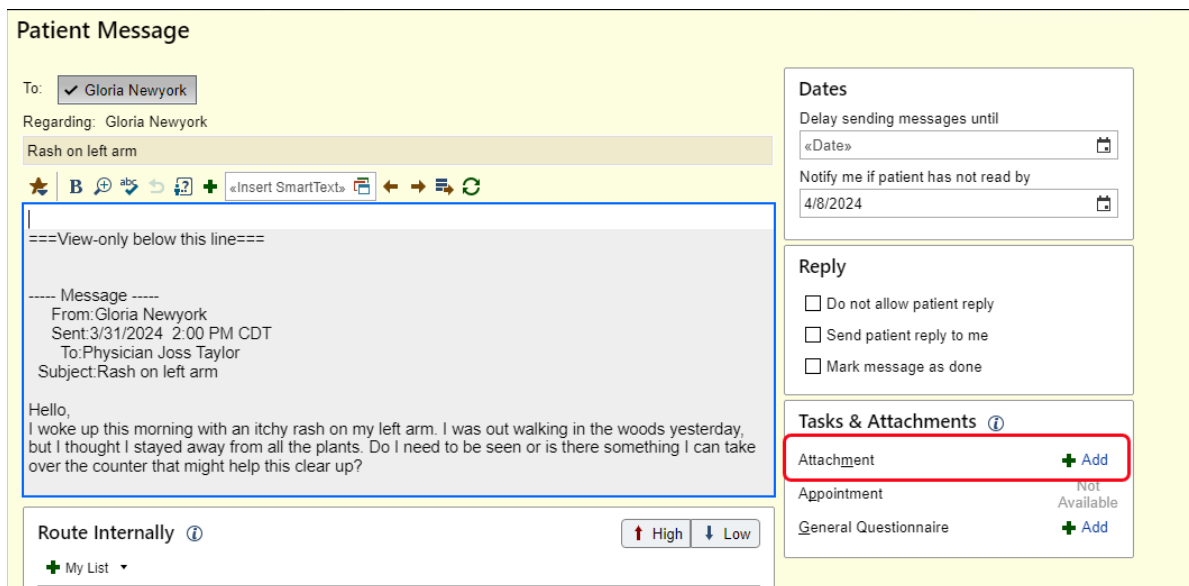 Patient Message
To: Gloria Newyork
Regarding: Gloria Newyork
Rash on left arm
B abc «Insert SmartText»
===View-only below this line===
----- Message -----
From:Gloria Newyork
Sent:3/31/2024 2:00 PM CDT
To:Physician Joss Taylor
Subject:Rash on left arm
Hello,
I woke up this morning with an itchy rash on my left arm. I was out walking in the woods yesterday,
but I thought I stayed away from all the plants. Do I need to be seen or is there something I can take
over the counter that might help this clear up?
Route Internally
High Low
My List
Dates
Delay sending messages until
«Date»
Notify me if patient has not read by
4/8/2024
Reply
Do not allow patient reply
Send patient reply to me
Mark message as done
Tasks & Attachments
Attachment Add
Appointment Not
Available
General Questionnaire Add